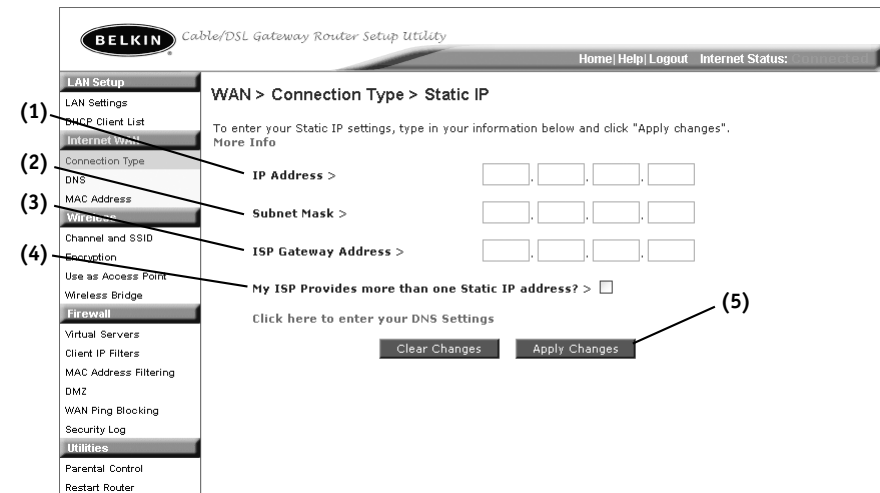 BELKIN Cable/DSL Gateway Router Setup Utility
Home| Help| Logout Internet Status: Connected
LAN Setup
LAN Settings
DHCP Client List
Internet WAN
Connection Type
DNS
MAC Address
Wireless
Channel and SSID
Encryption
Use as Access Point
Wireless Bridge
Firewall
Virtual Servers
Client IP Filters
MAC Address Filtering
DMZ
WAN Ping Blocking
Security Log
Utilities
Parental Control
Restart Router
(1)
(2)
(3)
(4)
WAN > Connection Type > Static IP
To enter your Static IP settings, type in your information below and click "Apply changes".
More Info
IP Address > . . .
Subnet Mask > . . .
ISP Gateway Address > . . .
My ISP Provides more than one Static IP address? >
(5)
Click here to enter your DNS Settings
Clear Changes Apply Changes